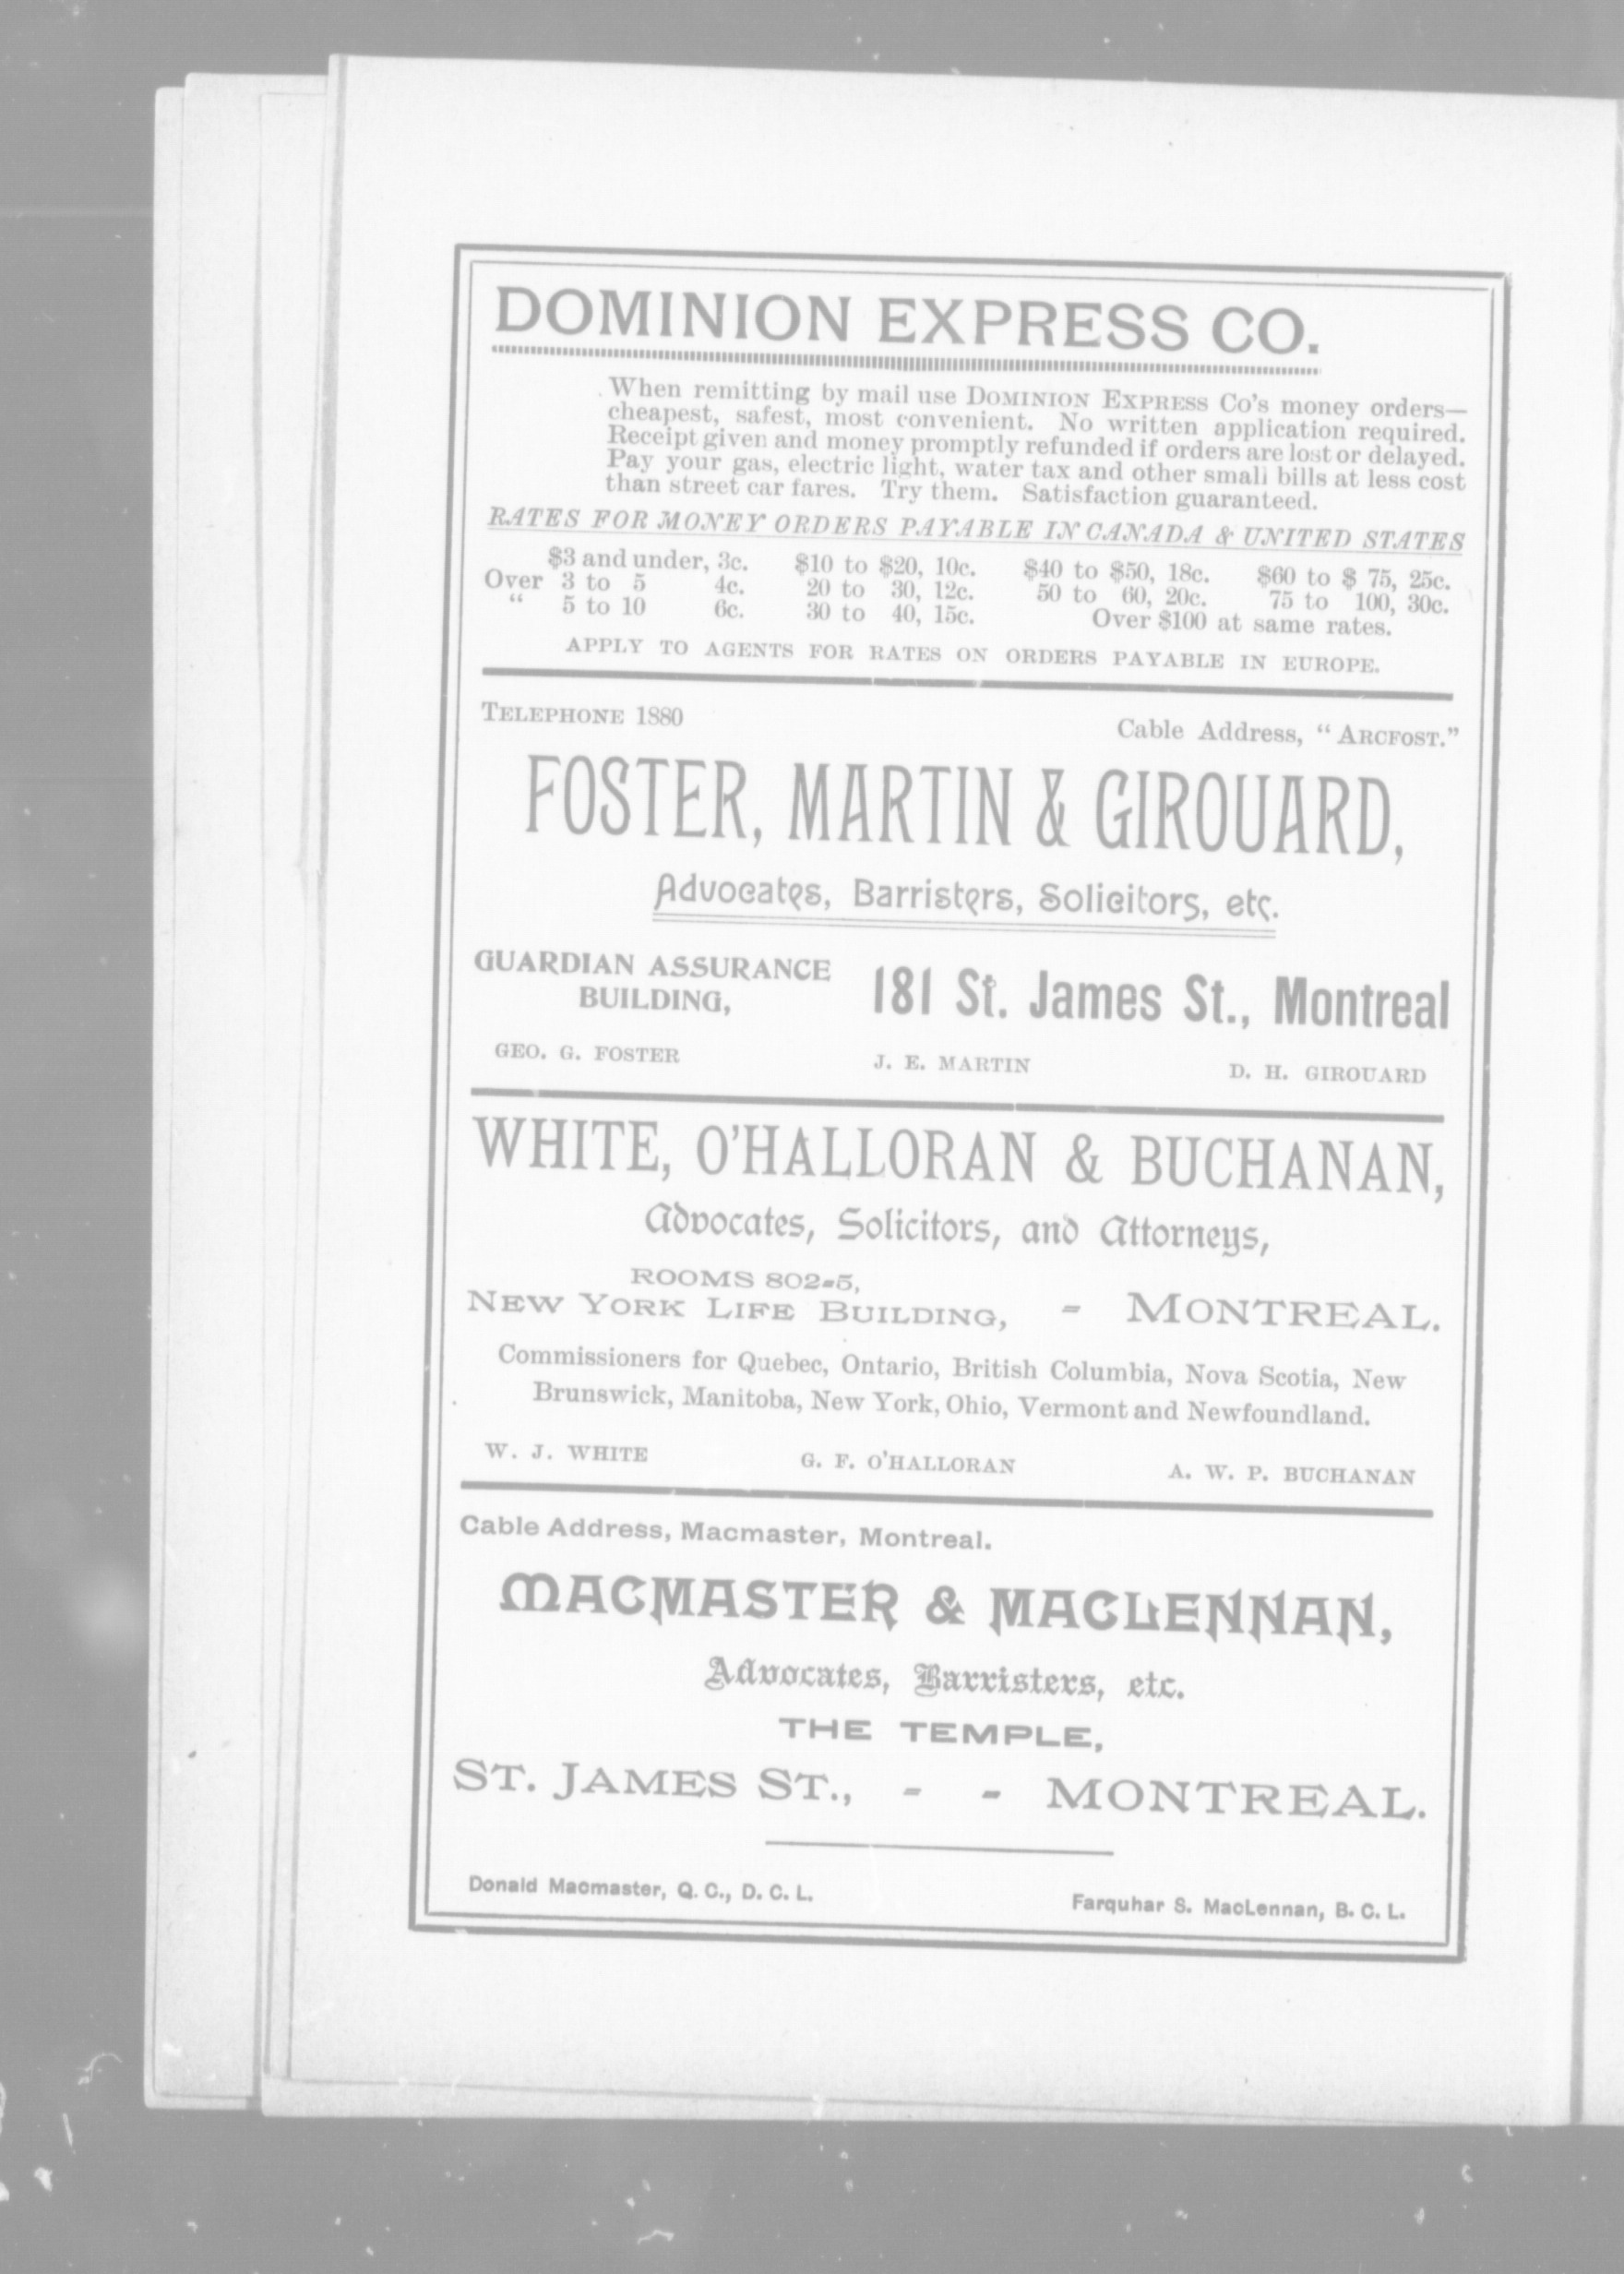 DOMINION EXPRESS CO.
When remitting by mail use DOMINION EXPRESS Co's money orders—
cheapest, safest, most convenient. No written application required.
Receipt given and money promptly refunded if orders are lost or delayed.
Pay your gas, electric light, water tax and other small bills at less cost
than street car fares. Try them. Satisfaction guaranteed.
RATES FOR MONEY ORDERS PAYABLE IN CANADA & UNITED STATES
$3 and under, 3c. $10 to $20, 10c. $40 to $50, 18c. $60 to $ 75, 25c.
Over 3 to 5 4c. 20 to 30, 12c. 50 to 60, 20c. 75 to 100, 30c.
“ 5 to 10 6c. 30 to 40, 15c. Over $100 at same rates.
APPLY TO AGENTS FOR RATES ON ORDERS PAYABLE IN EUROPE.
TELEPHONE 1880 Cable Address, “ARCFOST.”
FOSTER, MARTIN & GIROUARD,
Advocates, Barristers, Solicitors, etc.
GUARDIAN ASSURANCE
BUILDING,
181 St. James St., Montreal
GEO. G. FOSTER J. E. MARTIN D. H. GIROUARD
WHITE, O'HALLORAN & BUCHANAN,
Advocates, Solicitors, and Attorneys,
ROOMS 802-5,
NEW YORK LIFE BUILDING, - MONTREAL.
Commissioners for Quebec, Ontario, British Columbia, Nova Scotia, New
Brunswick, Manitoba, New York, Ohio, Vermont and Newfoundland.
W. J. WHITE G. F. O'HALLORAN A. W. P. BUCHANAN
Cable Address, Macmaster, Montreal.
MACMASTER & MACLENNAN,
Advocates, Barristers, etc.
THE TEMPLE,
ST. JAMES ST., - - MONTREAL.
Donald Macmaster, Q. C., D. C. L. Farquhar S. MacLennan, B. C. L.